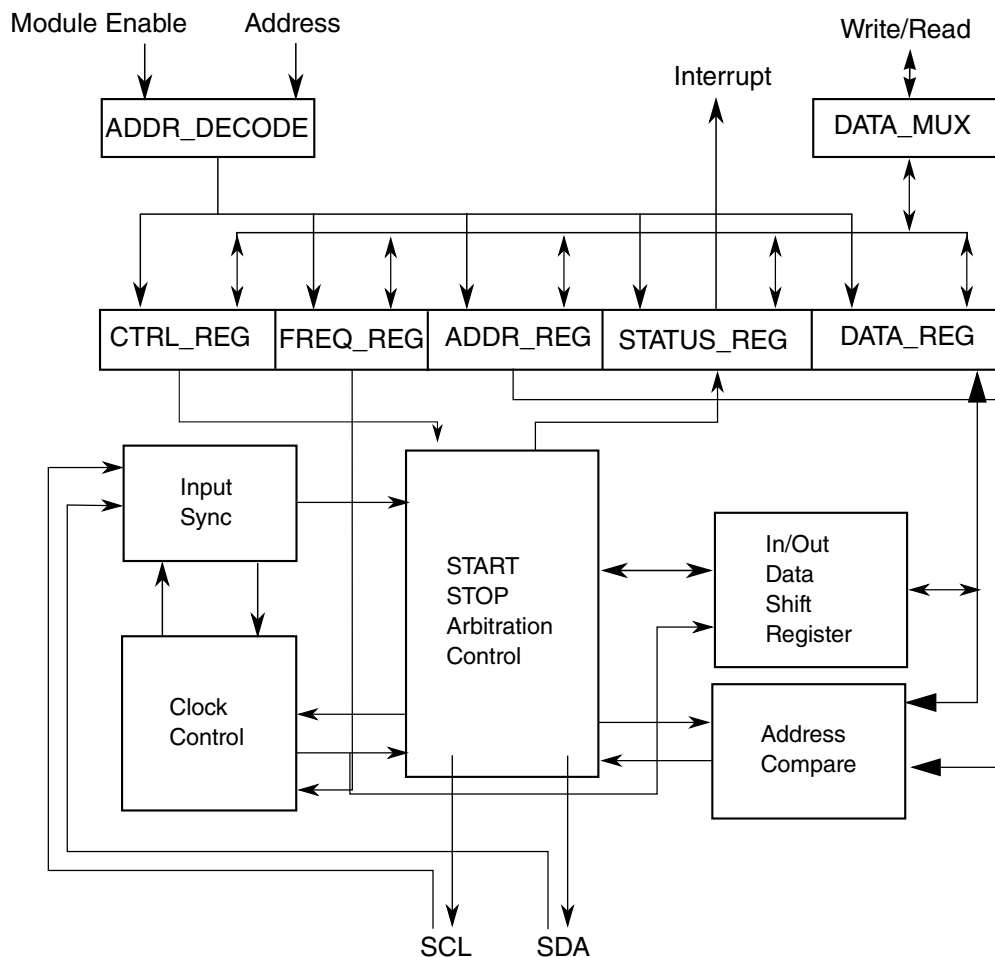 Module Enable
Address
Write/Read
Interrupt
ADDR_DECODE
DATA_MUX
CTRL_REG
FREQ_REG
ADDR_REG
STATUS_REG
DATA_REG
Input
Sync
START
STOP
Arbitration
Control
In/Out
Data
Shift
Register
Clock
Control
Address
Compare
SCL
SDA